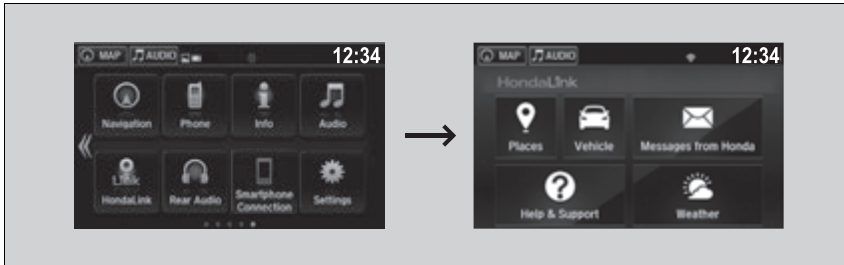 MAP AUDIO 12:34
Navigation Phone Info Audio
Link
HondaLink Rear Audio Smartphone Connection Settings
MAP AUDIO 12:34
HondaLink
Places Vehicle Messages from Honda
Help & Support Weather